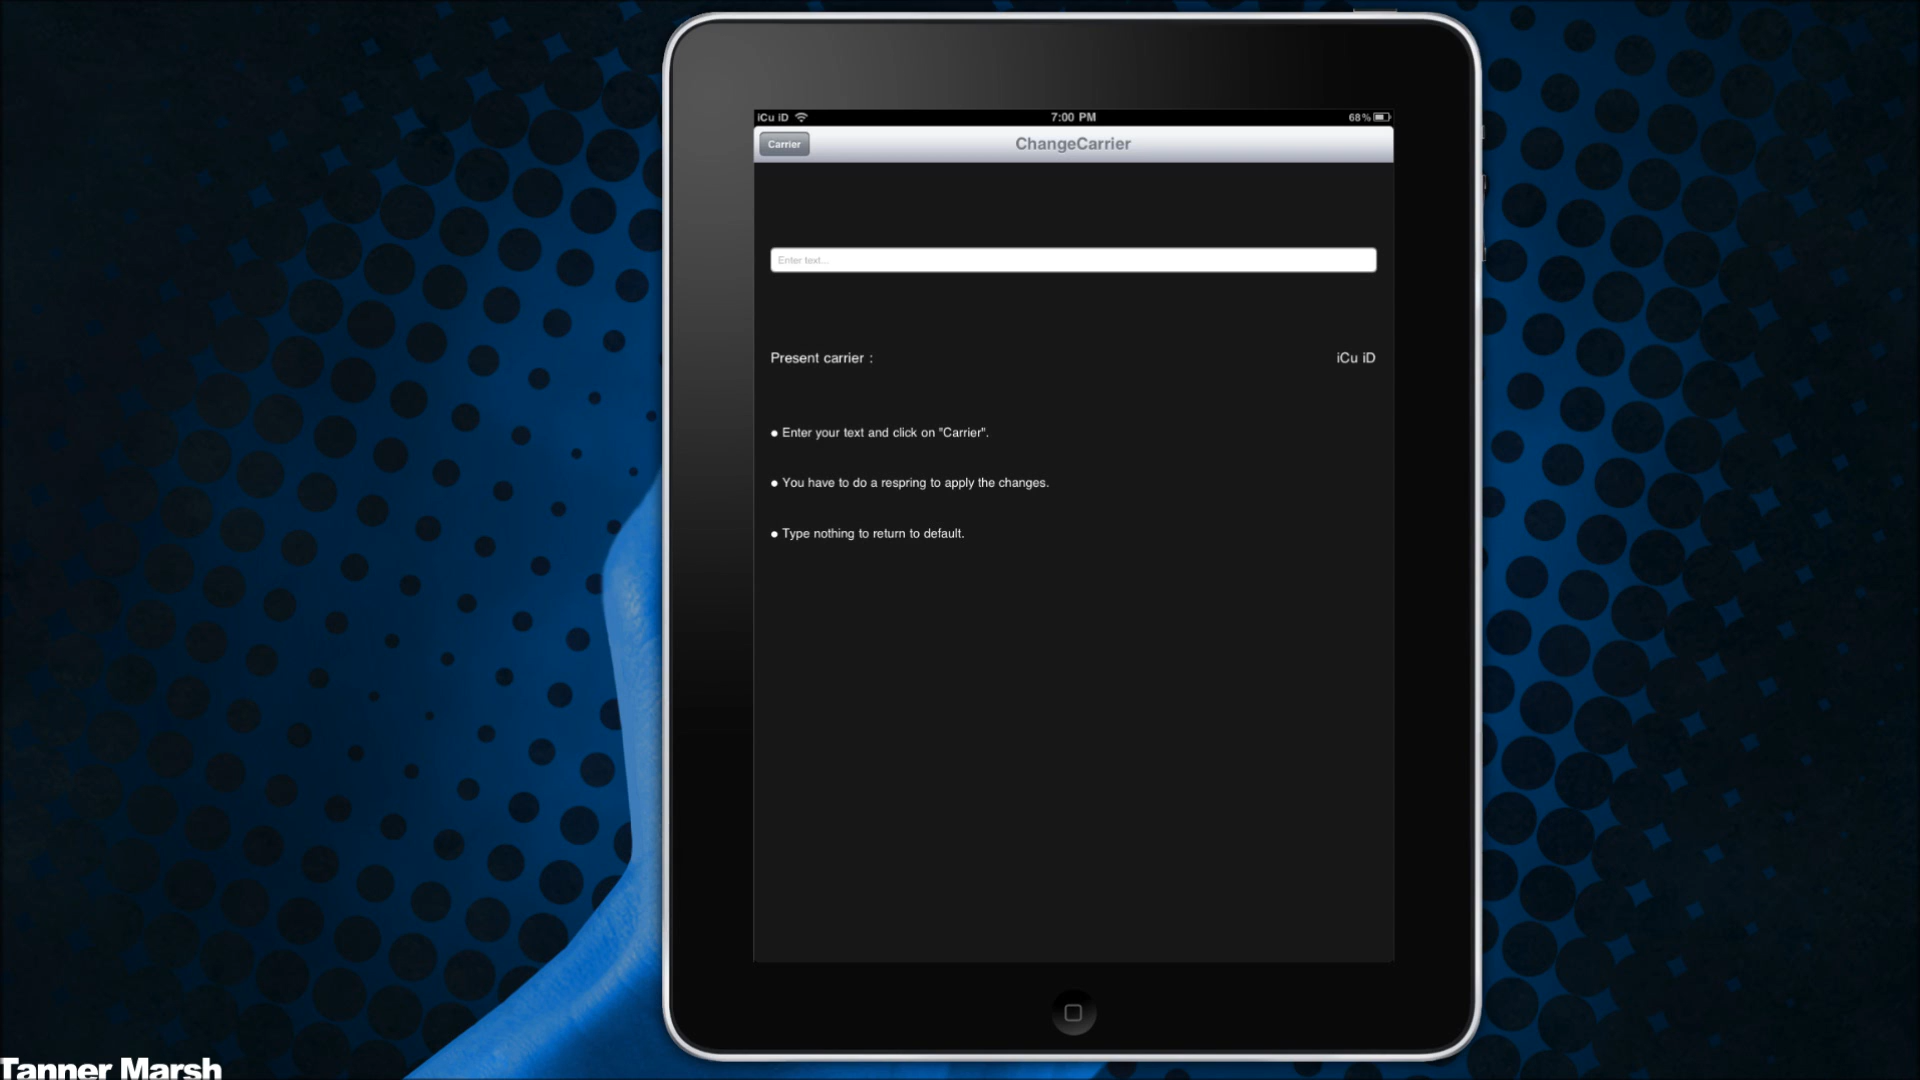 iCu iD
7:00 PM
68%
Carrier
ChangeCarrier
Enter text...
Present carrier :
iCu iD
● Enter your text and click on "Carrier".
● You have to do a respring to apply the changes.
● Type nothing to return to default.
Tanner Marsh